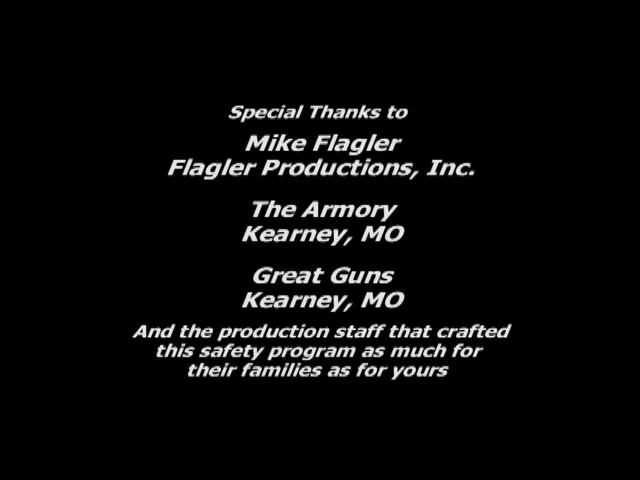 Special Thanks to
Mike Flagler
Flagler Productions, Inc.
The Armory
Kearney, MO
Great Guns
Kearney, MO
And the production staff that crafted
this safety program as much for
their families as for yours